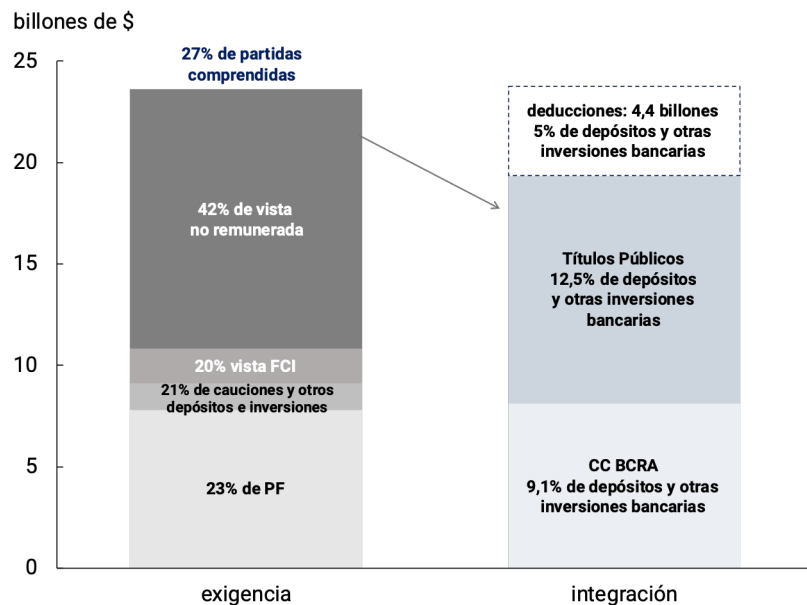 billones de $
25
20
15
10
5
0
27% de partidas
comprendidas
42% de vista
no remunerada
20% vista FCI
21% de cauciones y otros
depósitos e inversiones
23% de PF
exigencia
deducciones: 4,4 billones
5% de depósitos y otras
inversiones bancarias
Títulos Públicos
12,5% de depósitos
y otras inversiones
bancarias
CC BCRA
9,1% de depósitos y otras
inversiones bancarias
integración